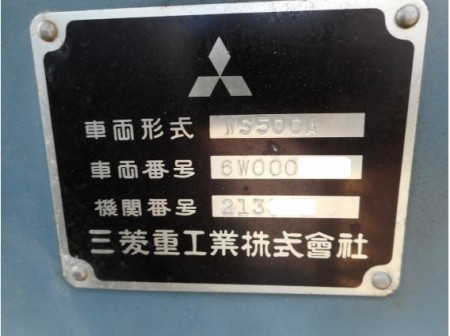 車両形式 WS500A
車両番号 6W000
機関番号 213
三菱重工業株式會社